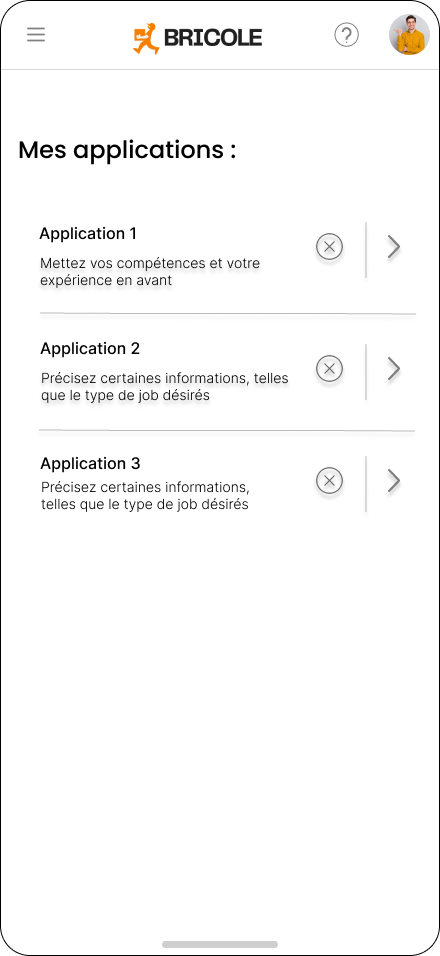 BRICOLE
?
Mes applications :
Application 1
Mettez vos compétences et votre
expérience en avant
Application 2
Précisez certaines informations, telles
que le type de job désirés
Application 3
Précisez certaines informations,
telles que le type de job désirés